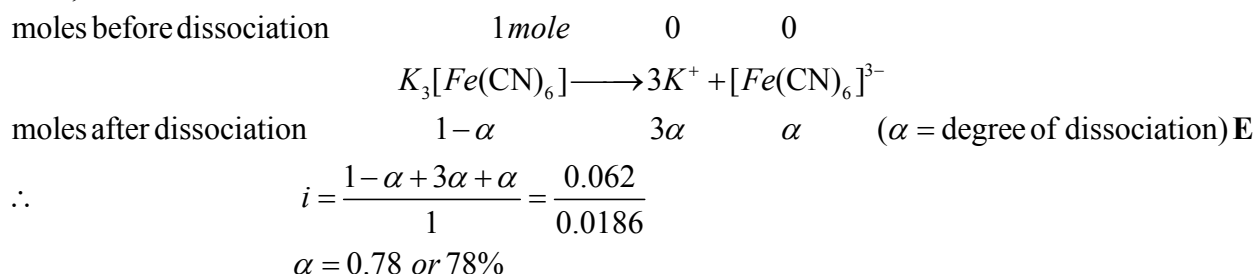 moles before dissociation 1mole 0 0
K₃[Fe(CN)₆]⟶3K⁺ +[Fe(CN)₆]³⁻
moles after dissociation 1−α 3α α (α = degree of dissociation) E
∴ i = (1−α+3α+α)/1 = 0.062/0.0186
α = 0.78 or 78%